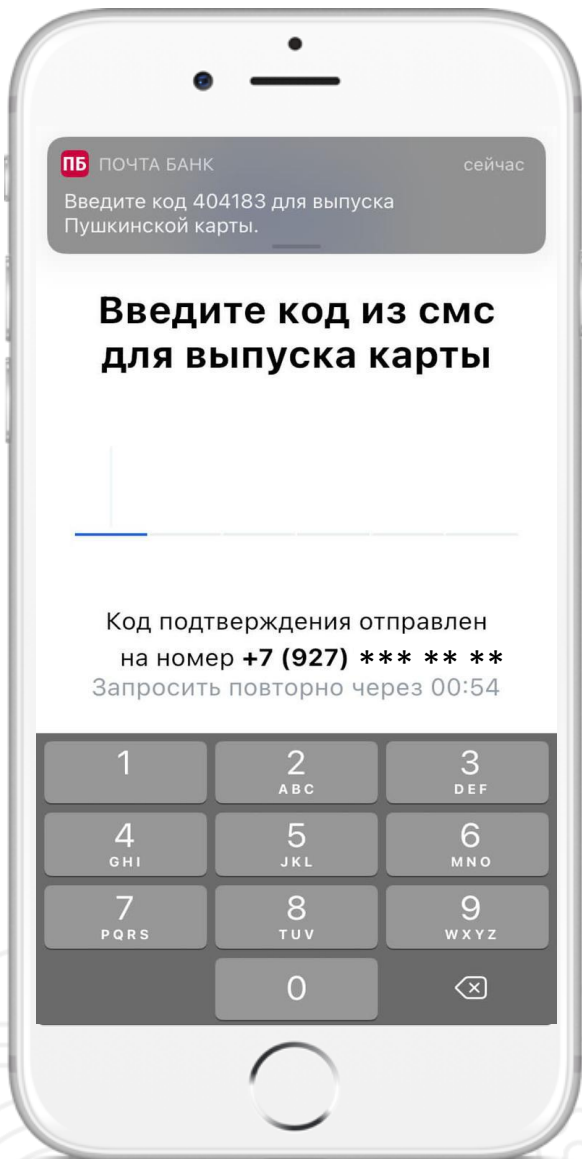 ПБ ПОЧТА БАНК сейчас
Введите код 404183 для выпуска
Пушкинской карты.
Введите код из смс
для выпуска карты
Код подтверждения отправлен
на номер +7 (927) *** ** **
Запросить повторно через 00:54
1 2 3
ABC DEF
4 5 6
GHI JKL MNO
7 8 9
PQRS TUV WXYZ
0